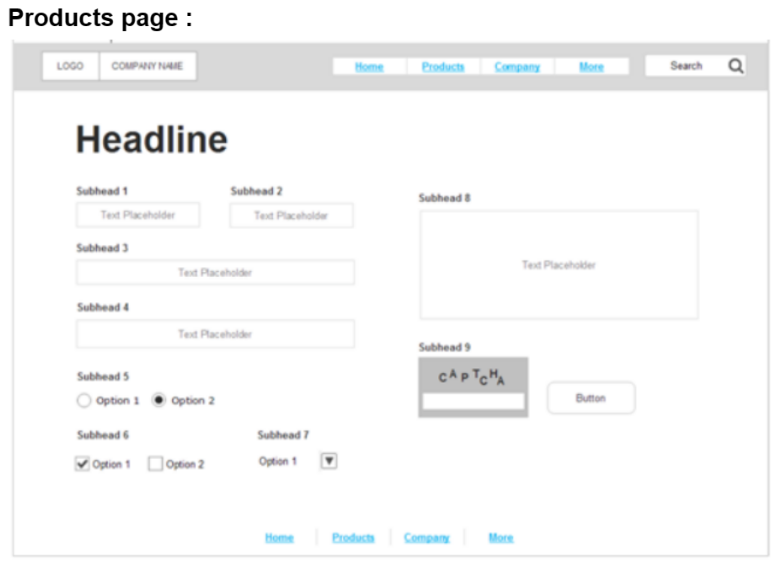 Products page :
LOGO COMPANY NAME Home Products Company More Search
Headline
Subhead 1 Subhead 2
Text Placeholder Text Placeholder
Subhead 3
Text Placeholder
Subhead 4
Text Placeholder
Subhead 5
Option 1 Option 2
Subhead 6 Subhead 7
Option 1 Option 2 Option 1
Subhead 8
Text Placeholder
Subhead 9
CAPTCHA
Button
Home Products Company More